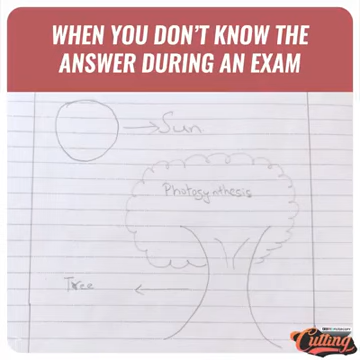 WHEN YOU DON'T KNOW THE
ANSWER DURING AN EXAM
Sun
Photosynthesis
Tree
Cutting